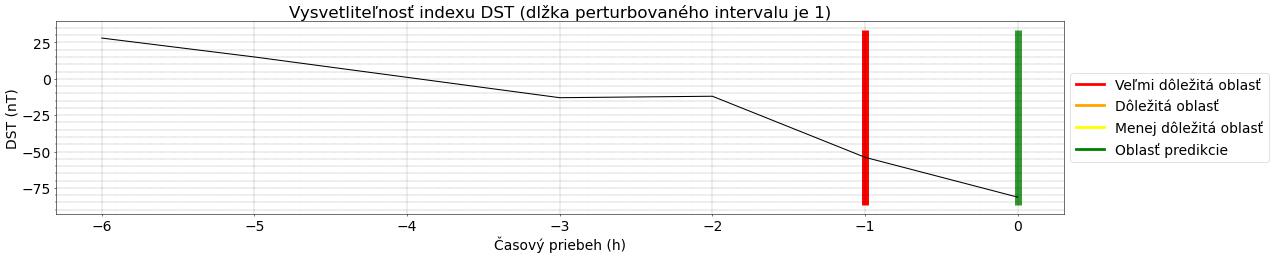 Vysvetliteľnosť indexu DST (dĺžka perturbovaného intervalu je 1)
DST (nT)
25
0
−25
−50
−75
−6
−5
−4
−3
−2
−1
0
Časový priebeh (h)
Veľmi dôležitá oblasť
Dôležitá oblasť
Menej dôležitá oblasť
Oblasť predikcie